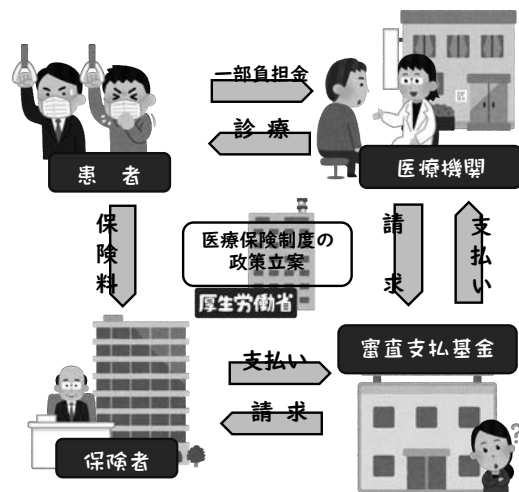 一部負担金
診 療
患 者
医療機関
保険料
医療保険制度の
政策立案
厚生労働省
請 求
支払い
審査支払基金
支払い
請 求
保険者
?